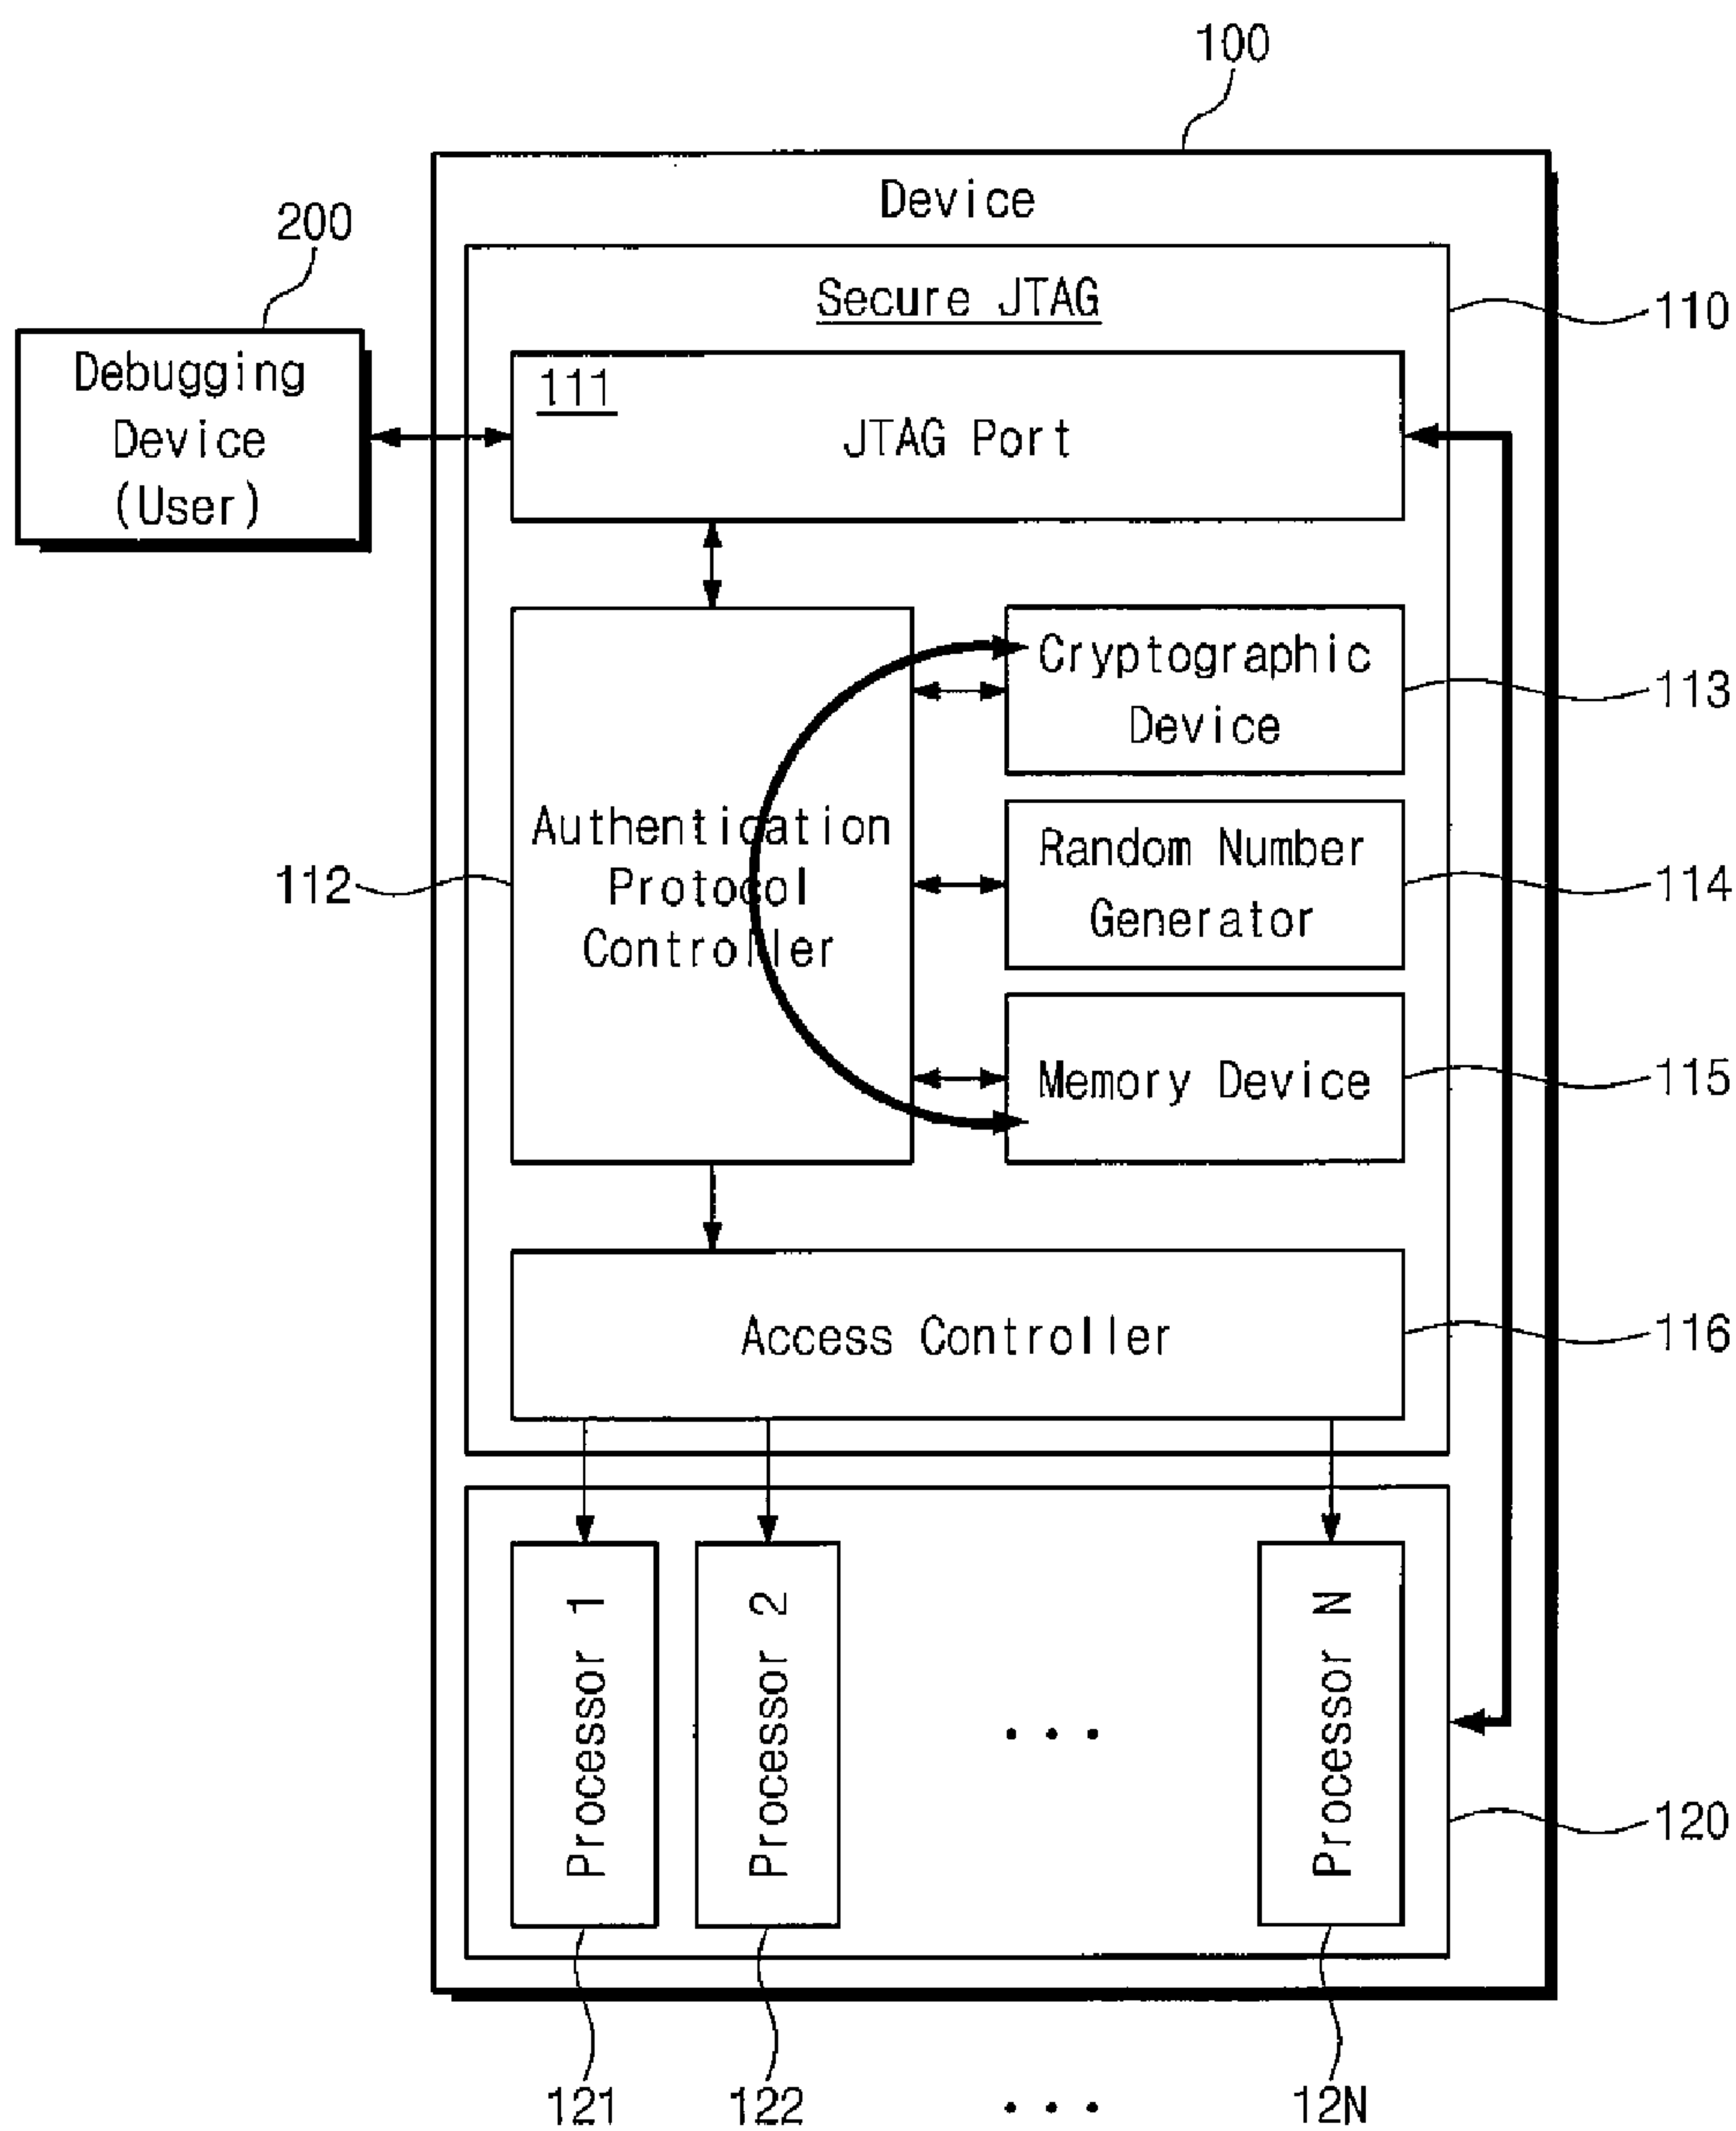 100
Device
200
Secure JTAG
110
Debugging
Device
(User)
111
JTAG Port
Cryptographic
Device
113
Authentication
Protocol
Controller
112
Random Number
Generator
114
Memory Device
115
Access Controller
116
Processor 1
Processor 2
...
Processor N
120
121
122
...
12N